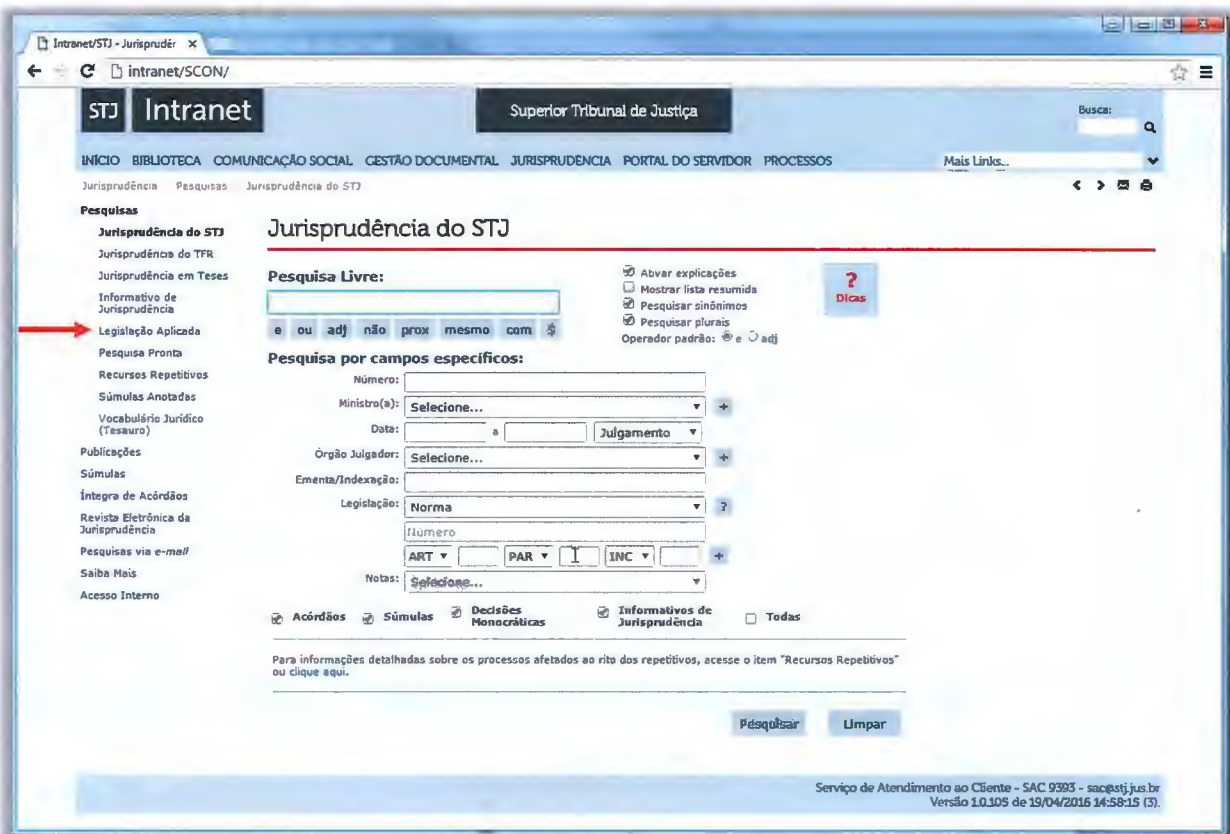 Intranet/STJ - Jurisprudêr
intranet/SCON/
STJ Intranet
Superior Tribunal de Justiça
Busca:
INÍCIO BIBLIOTECA COMUNICAÇÃO SOCIAL GESTÃO DOCUMENTAL JURISPRUDÊNCIA PORTAL DO SERVIDOR PROCESSOS
Mais Links...
Jurisprudência Pesquisas Jurisprudência do STJ
Pesquisas
Jurisprudência do STJ
Jurisprudência do TFR
Jurisprudência em Teses
Informativo de
Jurisprudência
Legislação Aplicada
Pesquisa Pronta
Recursos Repetitivos
Súmulas Anotadas
Vocabulário Jurídico
(Tesauro)
Publicações
Súmulas
Íntegra de Acórdãos
Revista Eletrônica da
Jurisprudência
Pesquisas via e-mail
Saiba Mais
Acesso Interno
Jurisprudência do STJ
Pesquisa Livre:
e ou adj não prox mesmo com $
Ativar explicações
Mostrar lista resumida
Pesquisar sinônimos
Pesquisar plurais
Operador padrão: e adj
?
Dicas
Pesquisa por campos específicos:
Número:
Ministro(a): Selecione... +
Data: a Julgamento
Órgão Julgador: Selecione... +
Ementa/Indexação:
Legislação: Norma ?
Número
ART PAR INC +
Notas: Selecione...
Acórdãos Súmulas Decisões Monocráticas Informativos de Jurisprudência Todas
Para informações detalhadas sobre os processos afetados ao rito dos repetitivos, acesse o item "Recursos Repetitivos"
ou clique aqui.
Pesquisar Limpar
Serviço de Atendimento ao Cliente - SAC 9393 - sac@stj.jus.br
Versão 1.0.105 de 19/04/2016 14:58:15 (3).